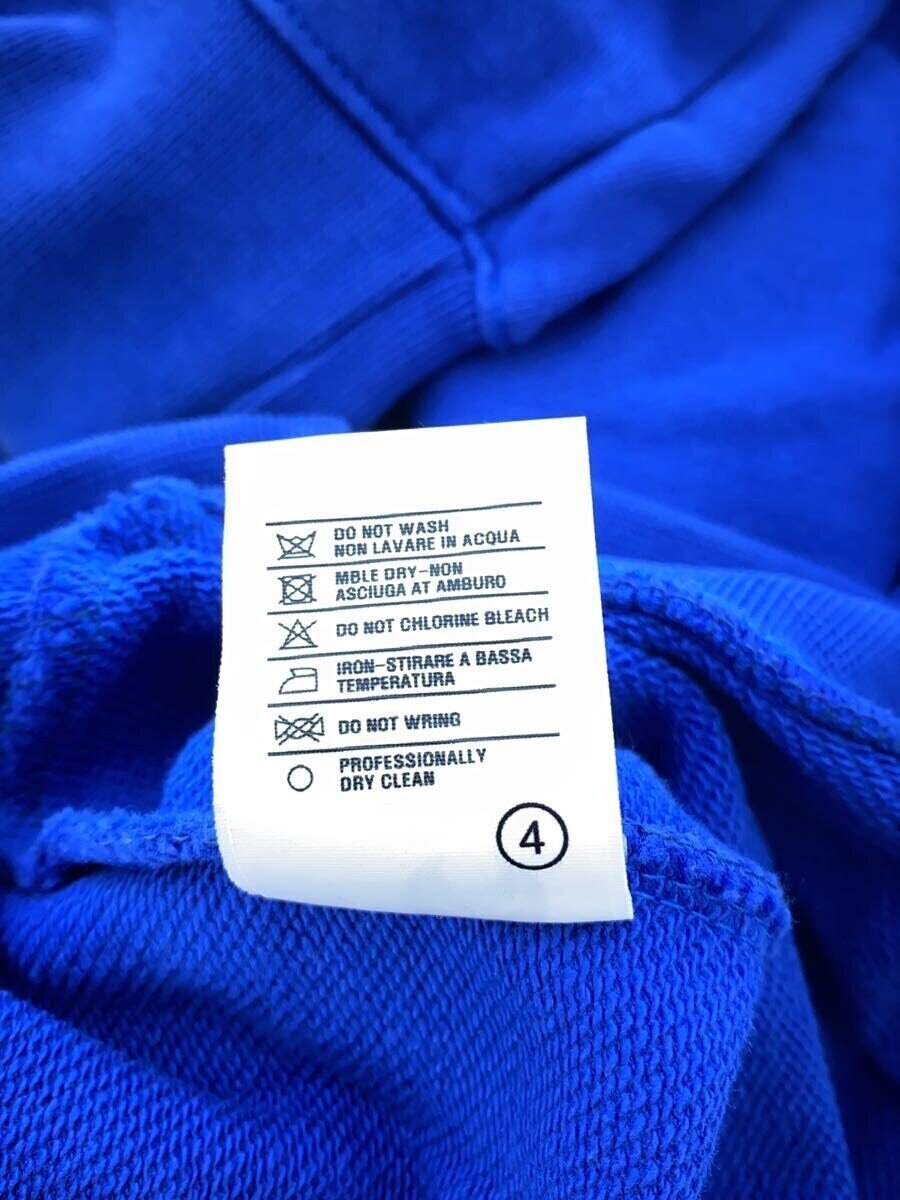 DO NOT WASH
NON LAVARE IN ACQUA
MBLE DRY-NON
ASCIUGA AT AMBURO
DO NOT CHLORINE BLEACH
IRON-STIRARE A BASSA
TEMPERATURA
DO NOT WRING
PROFESSIONALLY
DRY CLEAN
4